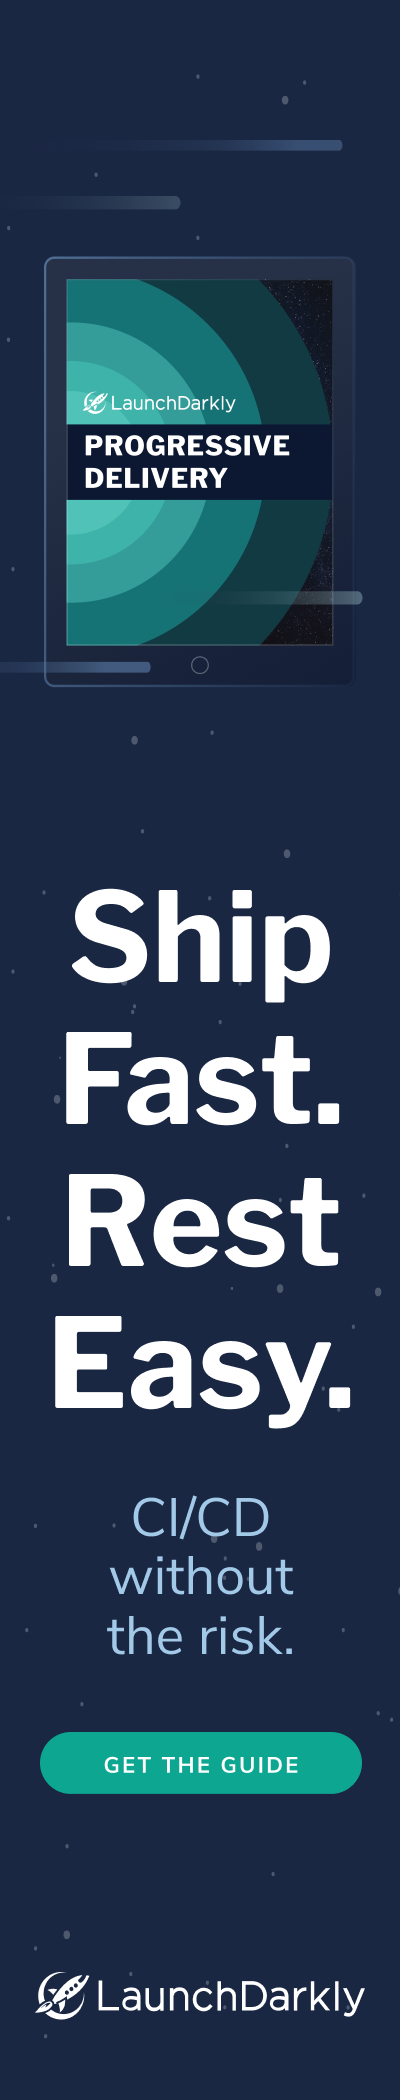 LaunchDarkly
PROGRESSIVE
DELIVERY
Ship
Fast.
Rest
Easy.
CI/CD
without
the risk.
GET THE GUIDE
LaunchDarkly